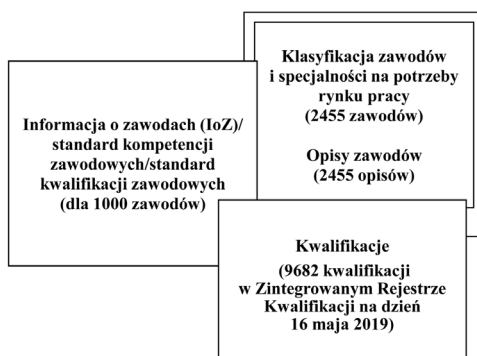 Informacja o zawodach (IoZ)/
standard kompetencji
zawodowych/standard
kwalifikacji zawodowych
(dla 1000 zawodów)
Klasyfikacja zawodów
i specjalności na potrzeby
rynku pracy
(2455 zawodów)
Opisy zawodów
(2455 opisów)
Kwalifikacje
(9682 kwalifikacji
w Zintegrowanym Rejestrze
Kwalifikacji na dzień
16 maja 2019)